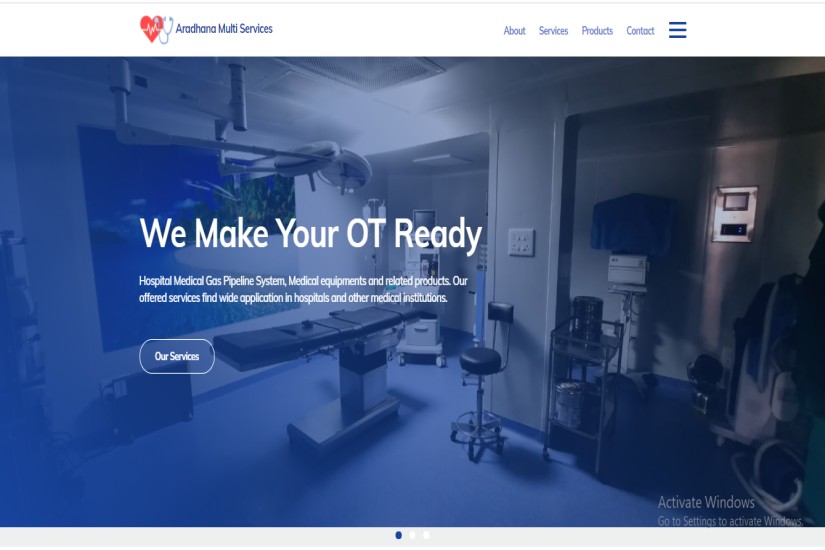 Aradhana Multi Services
About Services Products Contact
We Make Your OT Ready
Hospital Medical Gas Pipeline System, Medical equipments and related products. Our
offered services find wide application in hospitals and other medical institutions.
Our Services
Activate Windows
Go to Settings to activate Windows.